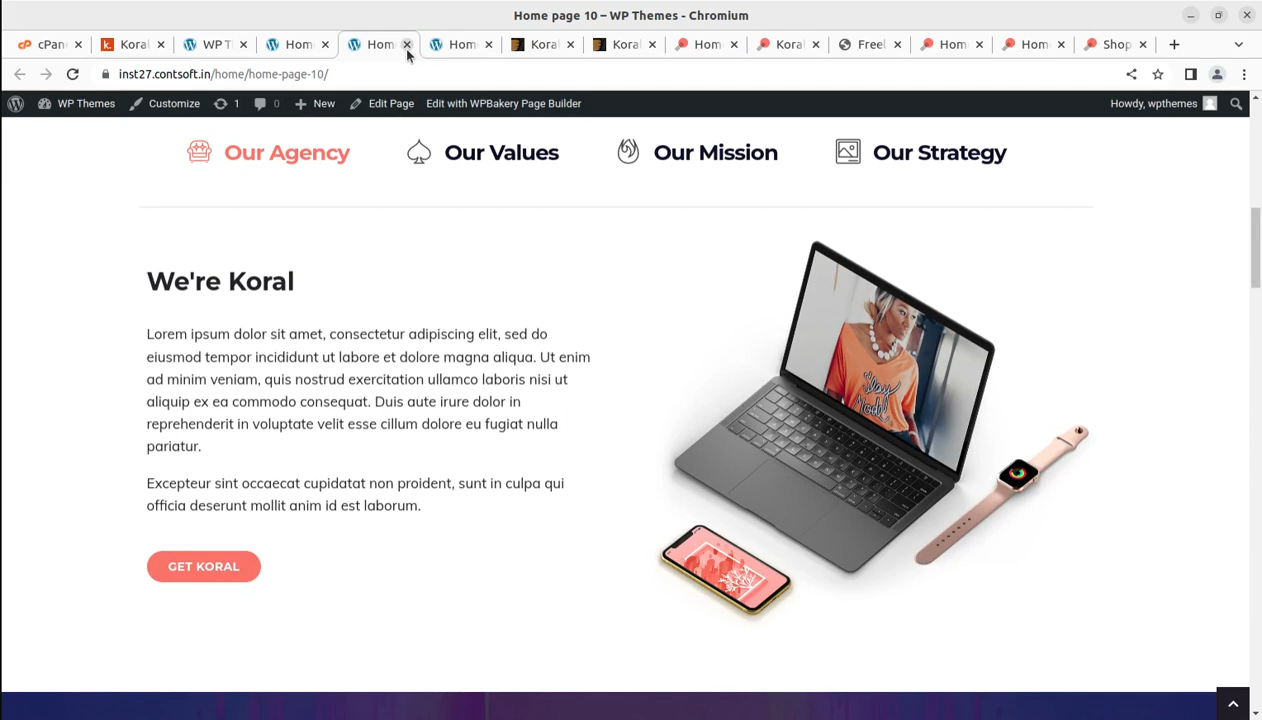 Home page 10 – WP Themes - Chromium
cPan
Koral
WP T
Hom
Hom
Hom
Koral
Koral
Hom
Koral
Freel
Hom
Hom
Shop
inst27.contsoft.in/home/home-page-10/
WP Themes
Customize
1
0
New
Edit Page
Edit with WPBakery Page Builder
Howdy, wpthemes
Our Agency
Our Values
Our Mission
Our Strategy
We're Koral
Lorem ipsum dolor sit amet, consectetur adipiscing elit, sed do
eiusmod tempor incididunt ut labore et dolore magna aliqua. Ut enim
ad minim veniam, quis nostrud exercitation ullamco laboris nisi ut
aliquip ex ea commodo consequat. Duis aute irure dolor in
reprehenderit in voluptate velit esse cillum dolore eu fugiat nulla
pariatur.
Excepteur sint occaecat cupidatat non proident, sunt in culpa qui
officia deserunt mollit anim id est laborum.
GET KORAL